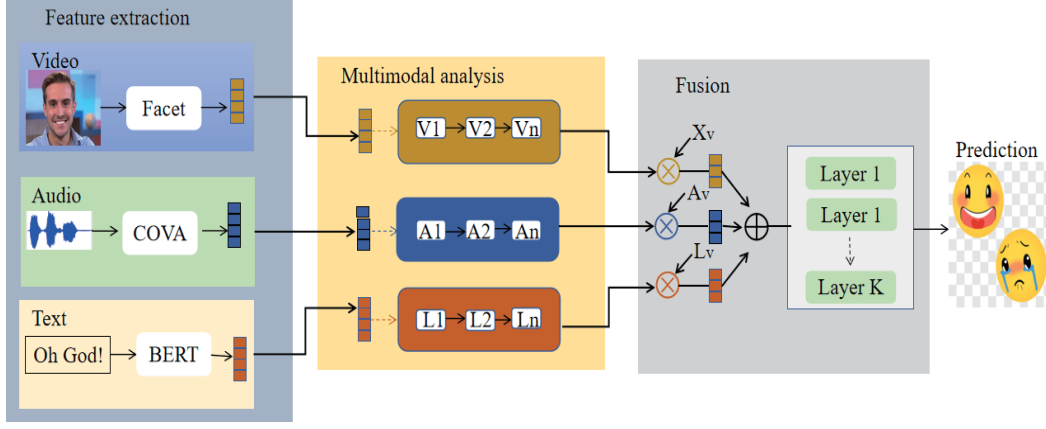 Feature extraction
Video
Facet
Audio
COVA
Text
Oh God!
BERT
Multimodal analysis
V1 V2 Vn
A1 A2 An
L1 L2 Ln
Fusion
Xv
Av
Lv
Layer 1
Layer 1
Layer K
Prediction